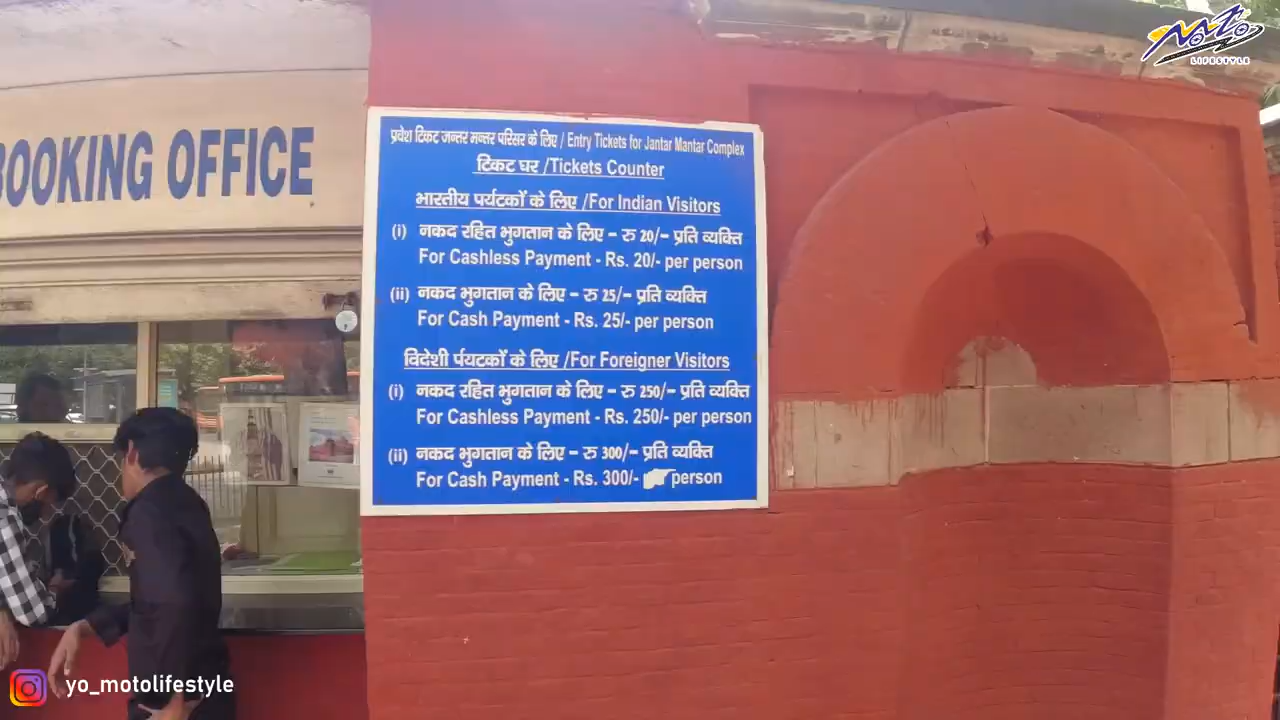 BOOKING OFFICE
प्रवेश टिकट जन्तर मन्तर परिसर के लिए / Entry Tickets for Jantar Mantar Complex
टिकट घर /Tickets Counter
भारतीय पर्यटकों के लिए /For Indian Visitors
(i) नकद रहित भुगतान के लिए - रु 20/- प्रति व्यक्ति
For Cashless Payment - Rs. 20/- per person
(ii) नकद भुगतान के लिए - रु 25/- प्रति व्यक्ति
For Cash Payment - Rs. 25/- per person
विदेशी र्पयटकों के लिए /For Foreigner Visitors
(i) नकद रहित भुगतान के लिए - रु 250/- प्रति व्यक्ति
For Cashless Payment - Rs. 250/- per person
(ii) नकद भुगतान के लिए - रु 300/- प्रति व्यक्ति
For Cash Payment - Rs. 300/- person
MOTO
LIFESTYLE
yo_motolifestyle